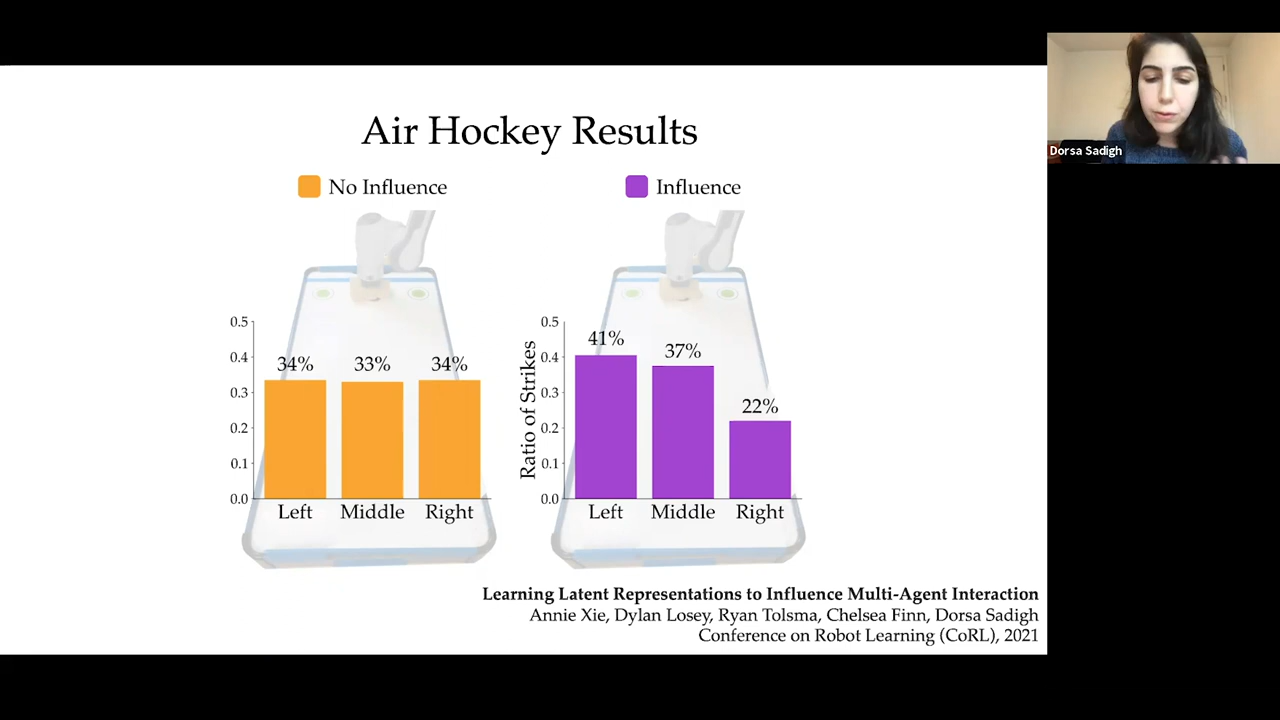 Air Hockey Results
Dorsa Sadigh
No Influence
Influence
0.5
0.4
0.3
0.2
0.1
0.0
34%
33%
34%
Left
Middle
Right
Ratio of Strikes
0.5
0.4
0.3
0.2
0.1
0.0
41%
37%
22%
Left
Middle
Right
Learning Latent Representations to Influence Multi-Agent Interaction
Annie Xie, Dylan Losey, Ryan Tolsma, Chelsea Finn, Dorsa Sadigh
Conference on Robot Learning (CoRL), 2021